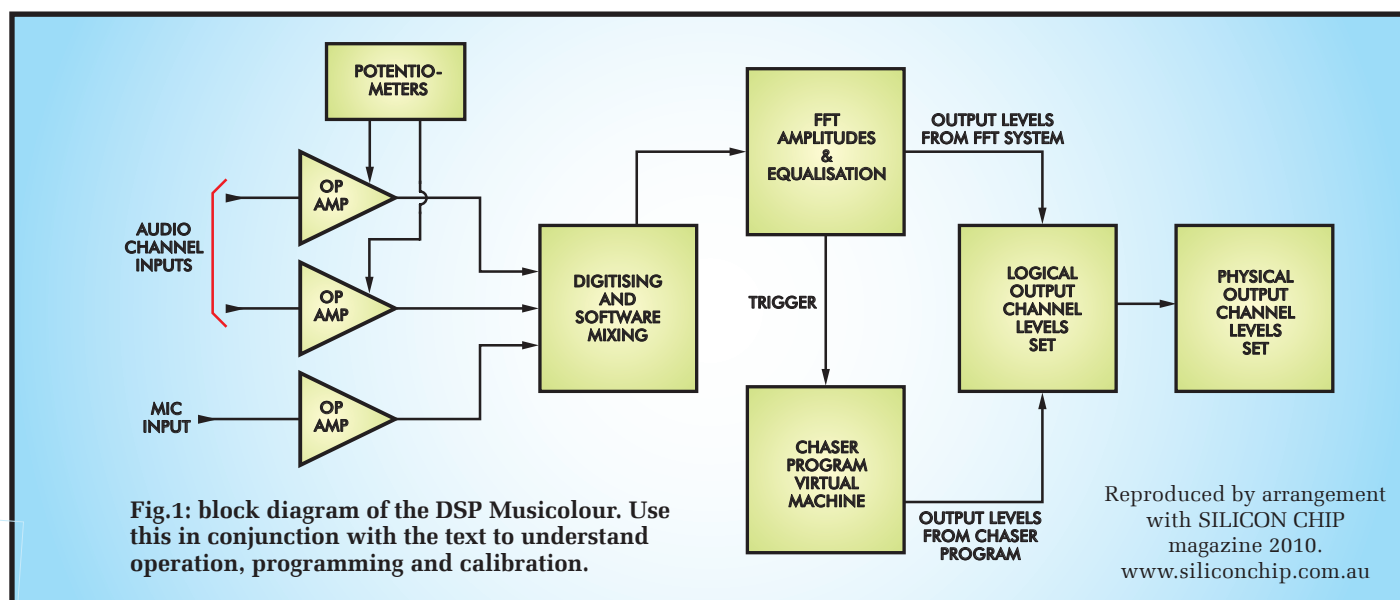 POTENTIO-
METERS
OP
AMP
AUDIO
CHANNEL
INPUTS
OP
AMP
MIC
INPUT
OP
AMP
DIGITISING
AND
SOFTWARE
MIXING
FFT
AMPLITUDES
&
EQUALISATION
OUTPUT LEVELS
FROM FFT SYSTEM
TRIGGER
CHASER
PROGRAM
VIRTUAL
MACHINE
OUTPUT LEVELS
FROM CHASER
PROGRAM
LOGICAL
OUTPUT
CHANNEL
LEVELS
SET
PHYSICAL
OUTPUT
CHANNEL
LEVELS
SET
Fig.1: block diagram of the DSP Musicolour. Use
this in conjunction with the text to understand
operation, programming and calibration.
Reproduced by arrangement
with SILICON CHIP
magazine 2010.
www.siliconchip.com.au